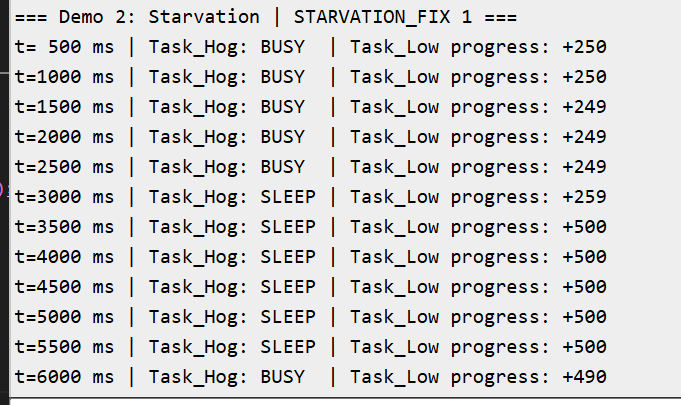 === Demo 2: Starvation | STARVATION_FIX 1 ===
t= 500 ms | Task_Hog: BUSY  | Task_Low progress: +250
t=1000 ms | Task_Hog: BUSY  | Task_Low progress: +250
t=1500 ms | Task_Hog: BUSY  | Task_Low progress: +249
t=2000 ms | Task_Hog: BUSY  | Task_Low progress: +249
t=2500 ms | Task_Hog: BUSY  | Task_Low progress: +249
t=3000 ms | Task_Hog: SLEEP | Task_Low progress: +259
t=3500 ms | Task_Hog: SLEEP | Task_Low progress: +500
t=4000 ms | Task_Hog: SLEEP | Task_Low progress: +500
t=4500 ms | Task_Hog: SLEEP | Task_Low progress: +500
t=5000 ms | Task_Hog: SLEEP | Task_Low progress: +500
t=5500 ms | Task_Hog: SLEEP | Task_Low progress: +500
t=6000 ms | Task_Hog: BUSY  | Task_Low progress: +490